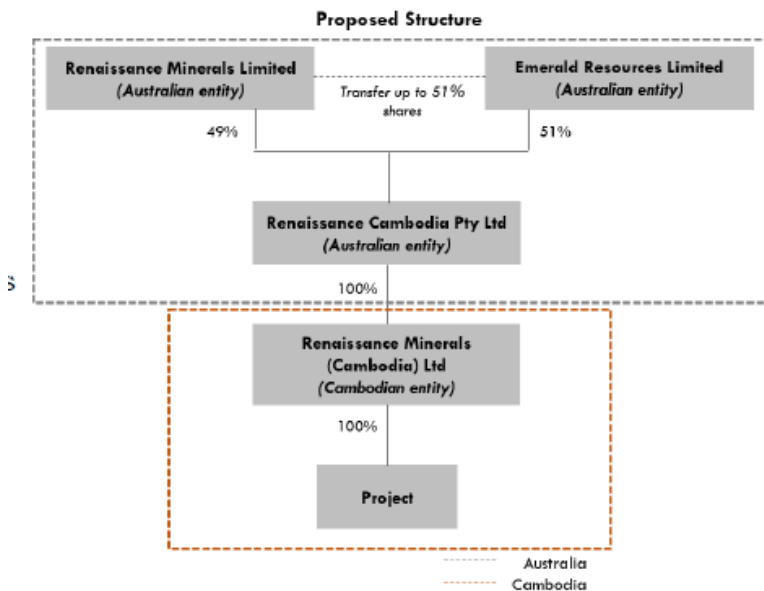 Proposed Structure
Renaissance Minerals Limited
(Australian entity)
Emerald Resources Limited
(Australian entity)
Transfer up to 51%
shares
49%
51%
Renaissance Cambodia Pty Ltd
(Australian entity)
100%
Renaissance Minerals
(Cambodia) Ltd
(Cambodian entity)
100%
Project
Australia
Cambodia